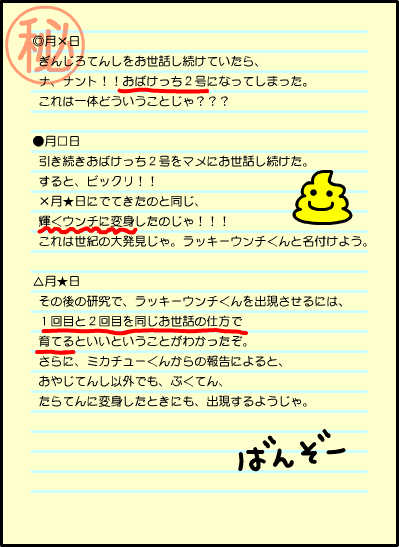 ㊙
◎月×日
ぎんじろてんしをお世話し続けていたら、
ナ、ナント！！おばけっち２号になってしまった。
これは一体どういうことじゃ？？？
●月□日
引き続きおばけっち２号をマメにお世話し続けた。
すると、ビックリ！！
×月★日にでてきたのと同じ、
輝くウンチに変身したのじゃ！！！
これは世紀の大発見じゃ。ラッキーウンチくんと名付けよう。
△月★日
その後の研究で、ラッキーウンチくんを出現させるには、
１回目と２回目を同じお世話の仕方で
育てるといいということがわかったぞ。
さらに、ミカチューくんからの報告によると、
おやじてんし以外でも、ぷくてん、
たらてんに変身したときにも、出現するようじゃ。
ばんぞー